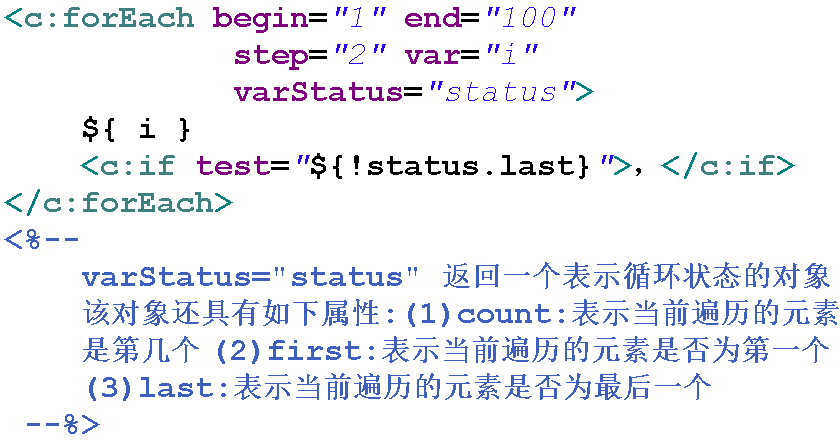 <c:forEach begin="1" end="100"
step="2" var="i"
varStatus="status">
${ i }
<c:if test="${!status.last}">，</c:if>
</c:forEach>
<%--
varStatus="status" 返回一个表示循环状态的对象
该对象还具有如下属性:(1)count:表示当前遍历的元素
是第几个 (2)first:表示当前遍历的元素是否为第一个
(3)last:表示当前遍历的元素是否为最后一个
--%>